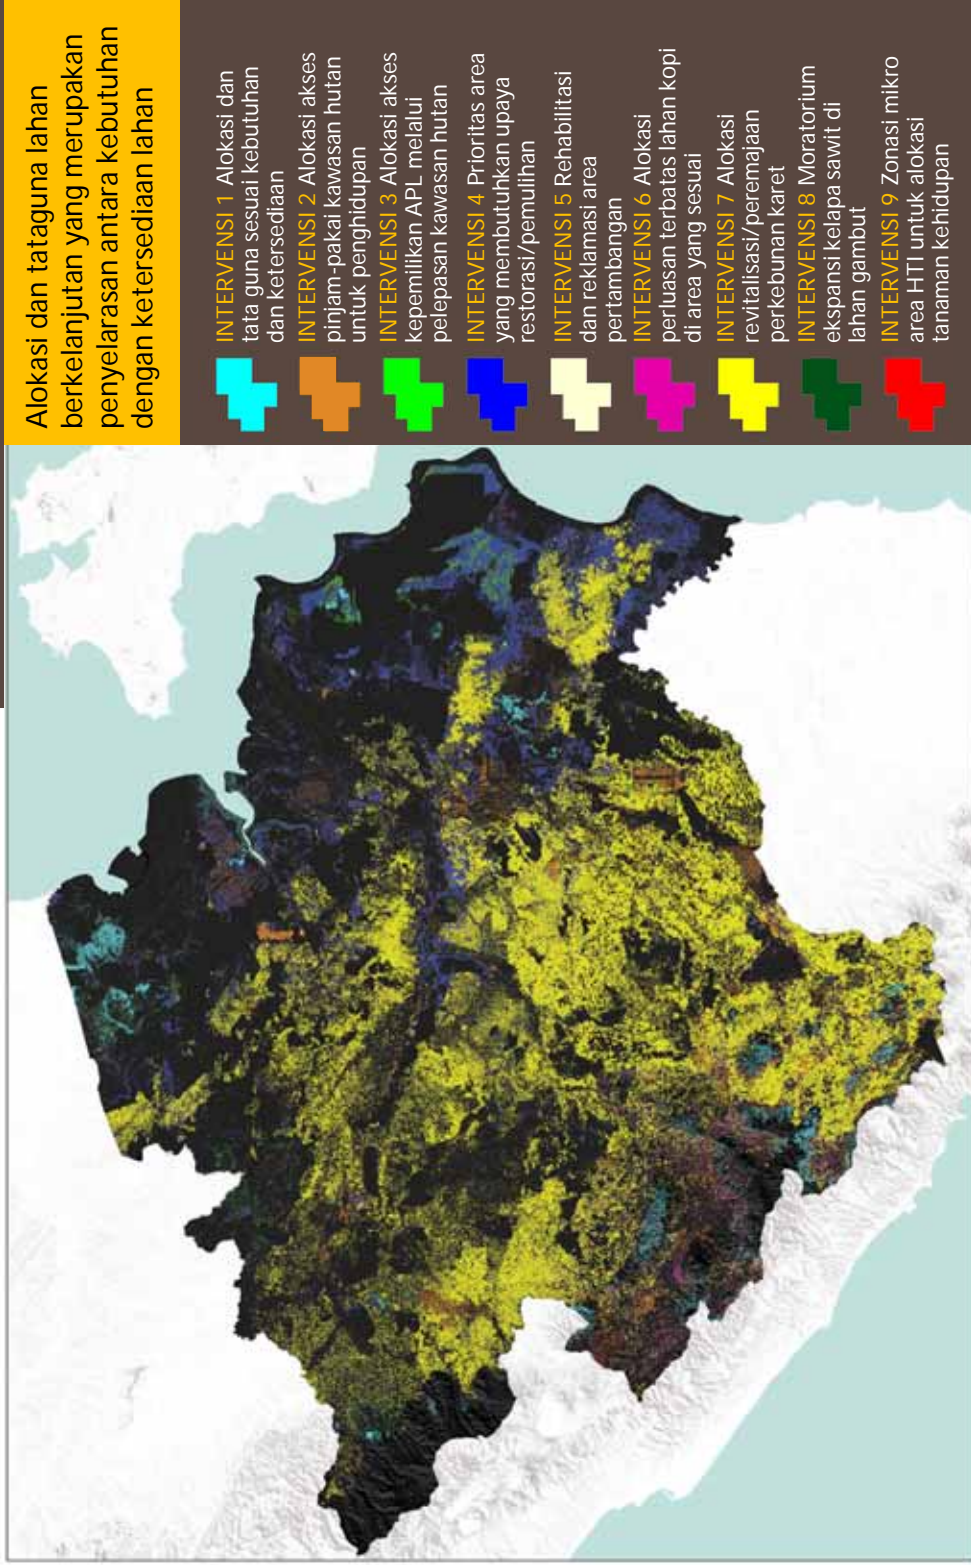 Alokasi dan tataguna lahan
berkelanjutan yang merupakan
penyelarasan antara kebutuhan
dengan ketersediaan lahan
INTERVENSI 1 Alokasi dan
tata guna sesuai kebutuhan
dan ketersediaan
INTERVENSI 2 Alokasi akses
pinjam-pakai kawasan hutan
untuk penghidupan
INTERVENSI 3 Alokasi akses
kepemilikan APL melalui
pelepasan kawasan hutan
INTERVENSI 4 Prioritas area
yang membutuhkan upaya
restorasi/pemulihan
INTERVENSI 5 Rehabilitasi
dan reklamasi area
pertambangan
INTERVENSI 6 Alokasi
perluasan terbatas lahan kopi
di area yang sesuai
INTERVENSI 7 Alokasi
revitalisasi/peremajaan
perkebunan karet
INTERVENSI 8 Moratorium
ekspansi kelapa sawit di
lahan gambut
INTERVENSI 9 Zonasi mikro
area HTI untuk alokasi
tanaman kehidupan